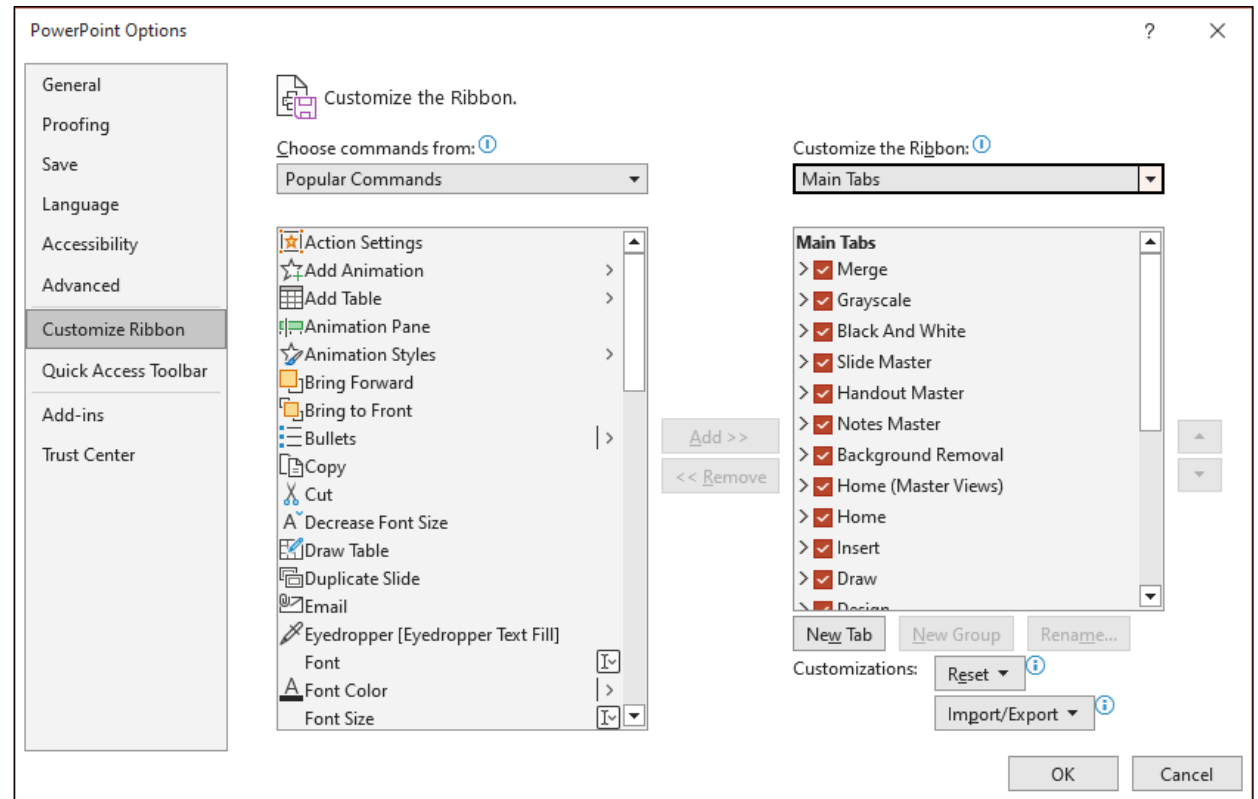 PowerPoint Options
?
General
Proofing
Save
Language
Accessibility
Advanced
Customize Ribbon
Quick Access Toolbar
Add-ins
Trust Center
Customize the Ribbon.
Choose commands from:
Popular Commands
Action Settings
Add Animation
Add Table
Animation Pane
Animation Styles
Bring Forward
Bring to Front
Bullets
Copy
Cut
Decrease Font Size
Draw Table
Duplicate Slide
Email
Eyedropper [Eyedropper Text Fill]
Font
Font Color
Font Size
Add >>
<< Remove
Customize the Ribbon:
Main Tabs
Main Tabs
Merge
Grayscale
Black And White
Slide Master
Handout Master
Notes Master
Background Removal
Home (Master Views)
Home
Insert
Draw
Design
New Tab
New Group
Rename...
Customizations:
Reset
Import/Export
OK
Cancel